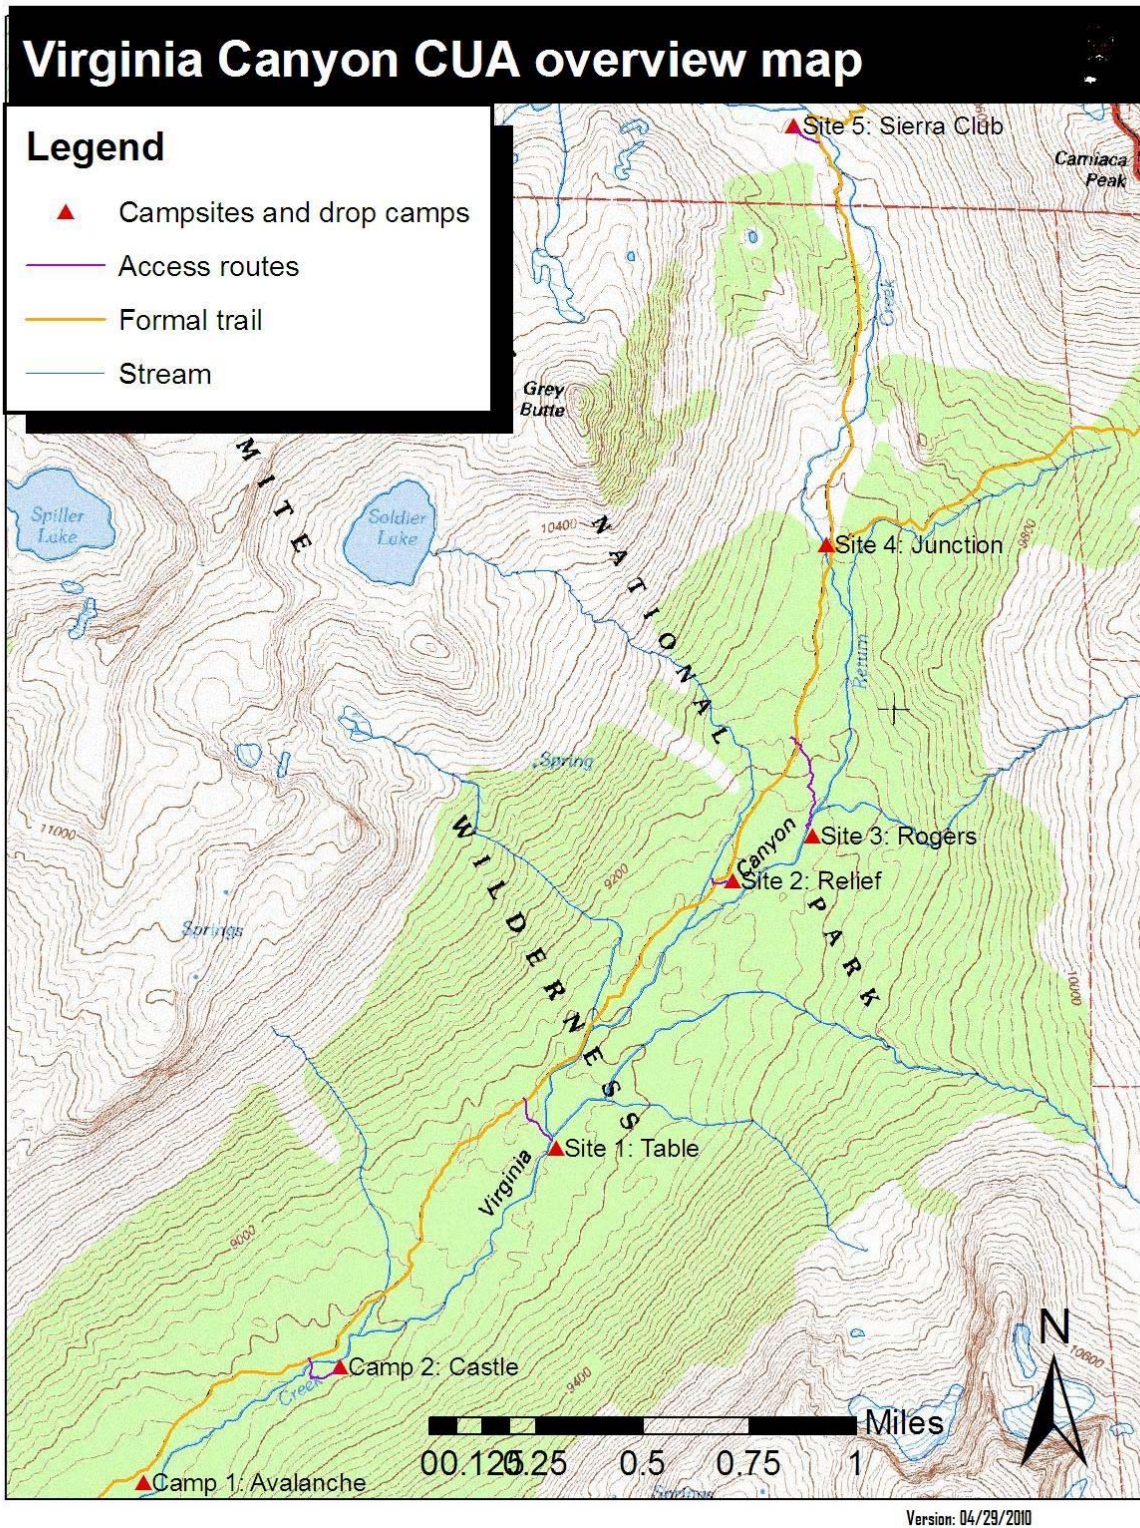 Virginia Canyon CUA overview map
Legend
Campsites and drop camps
Access routes
Formal trail
Stream
Site 5: Sierra Club
Camiaca
Peak
Creek
Grey
Butte
MITE
NATIONAL
Spiller
Lake
Soldier
Lake
10400
9800
Site 4: Junction
Return
Spring
11000
WILDERNESS
9200
Canyon
Site 3: Rogers
Site 2: Relief
PARK
Springs
10000
Site 1: Table
Virginia
9000
N
10600
Camp 2: Castle
Creek
9400
Miles
0 0.125 0.25 0.5 0.75 1
Camp 1: Avalanche
Springs
Version: 04/29/2010